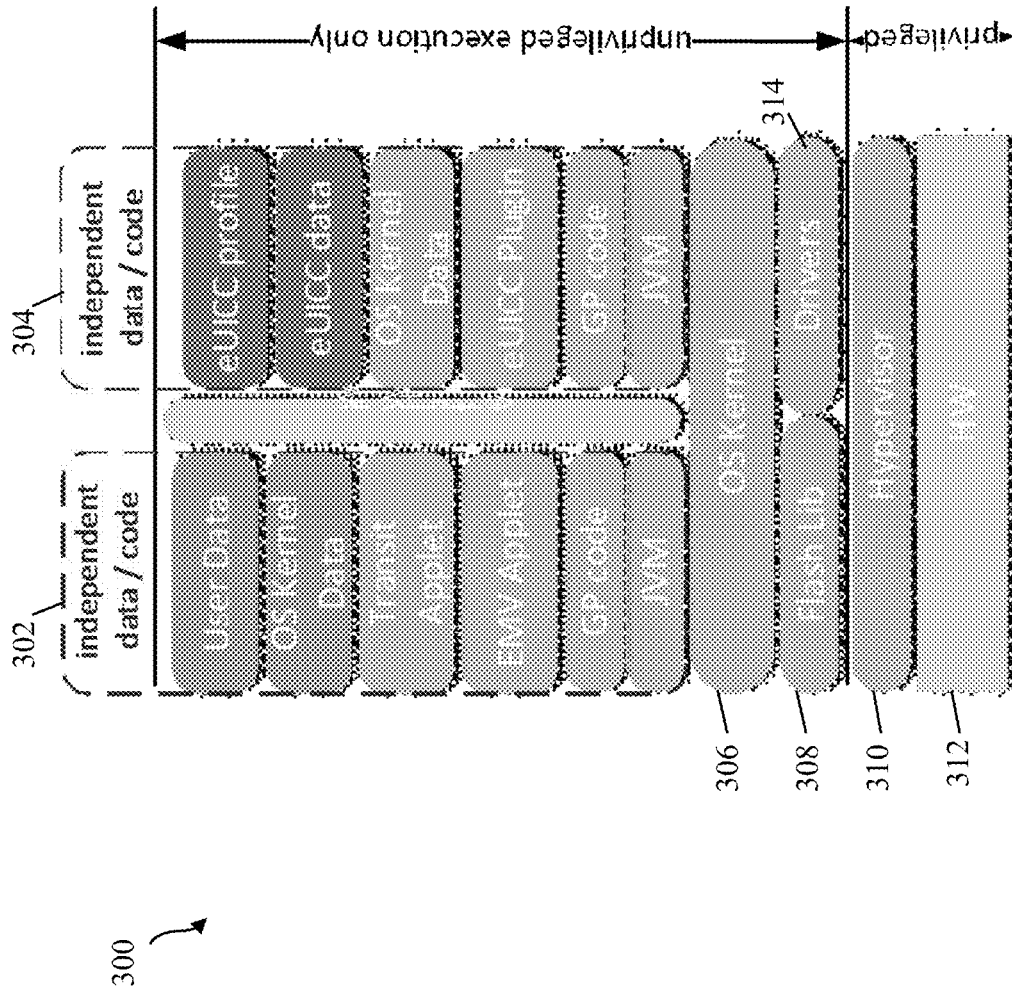 302
independent
data / code
304
independent
data / code
User Data
eUICC profile
OS Kernel
Data
eUICC data
Transit
Applet
OS Kernel
Data
EMV Applet
eUICC Plugin
GP code
GP code
JVM
JVM
OS Kernel
Flash Lib
Drivers
314
Hypervisor
FW
unprivileged execution only
privileged
306
308
310
312
300